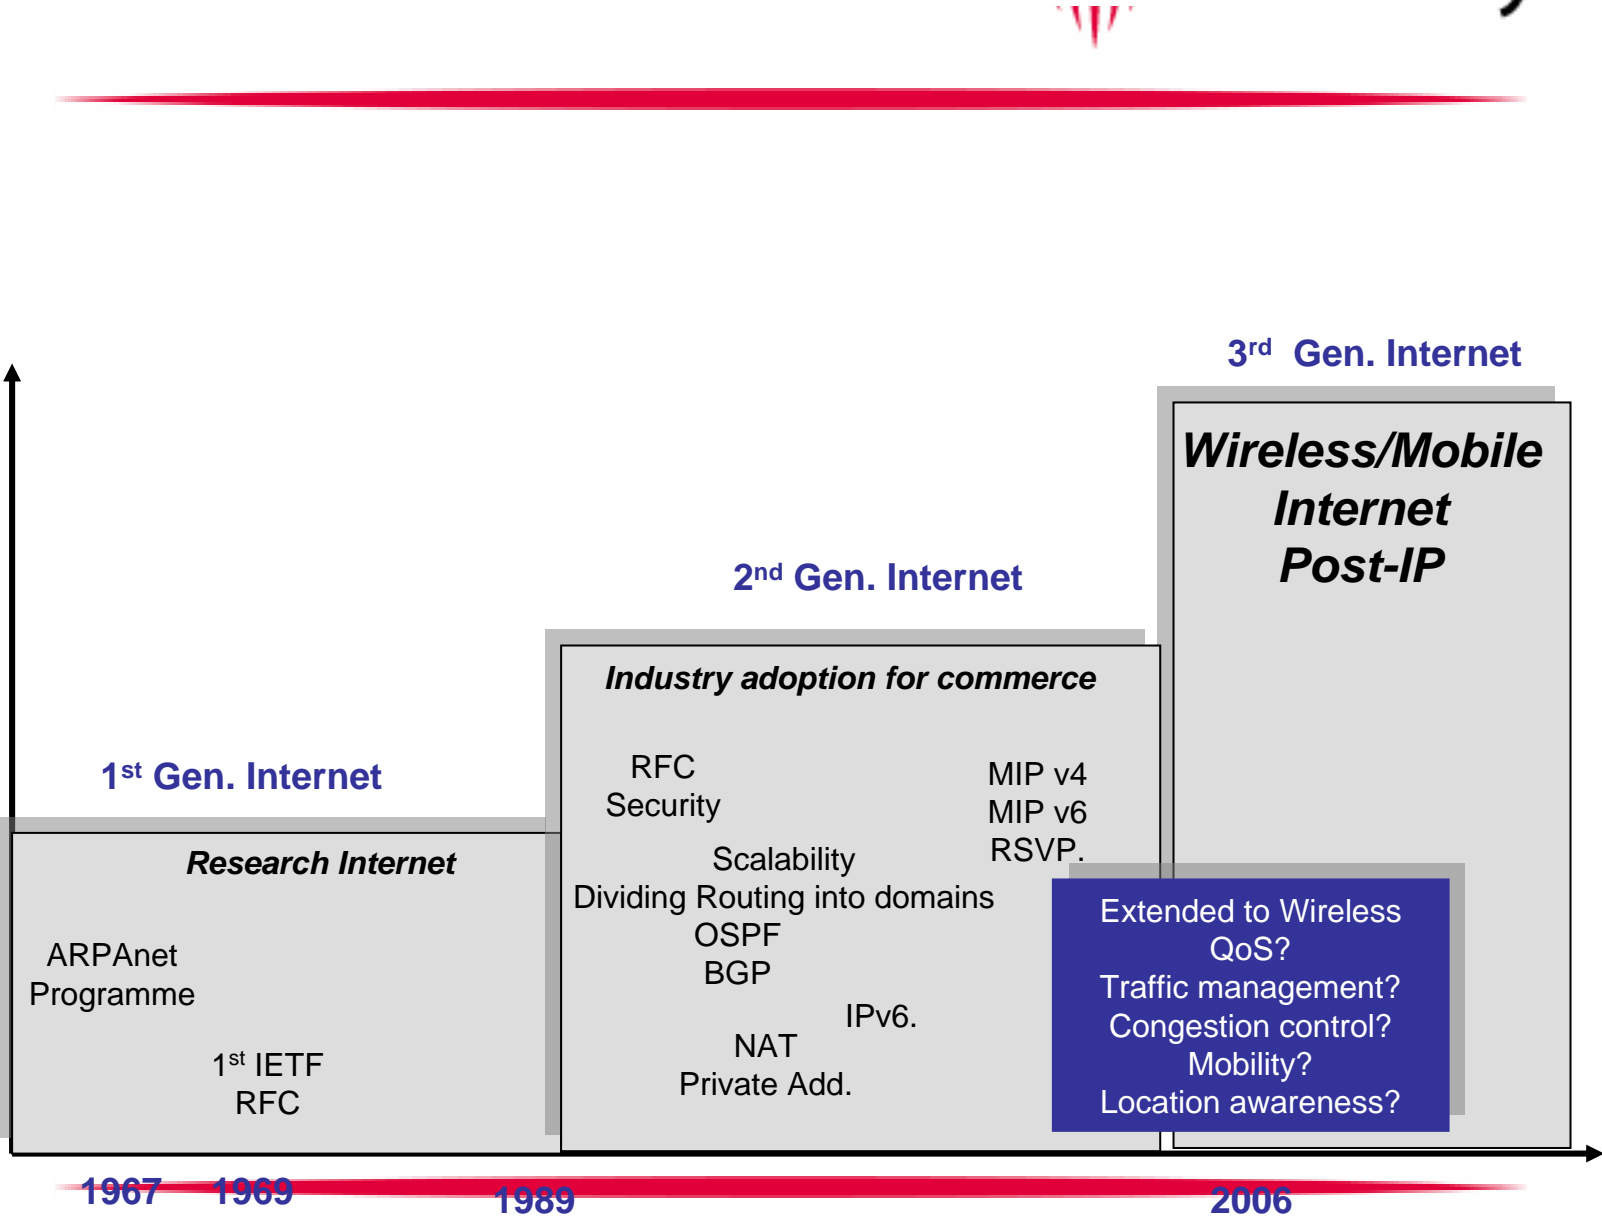 3rd Gen. Internet
Wireless/Mobile
Internet
Post-IP
2nd Gen. Internet
Industry adoption for commerce
RFC
Security
MIP v4
MIP v6
RSVP.
Scalability
Dividing Routing into domains
OSPF
BGP
IPv6.
NAT
Private Add.
1st Gen. Internet
Research Internet
ARPAnet
Programme
1st IETF
RFC
Extended to Wireless
QoS?
Traffic management?
Congestion control?
Mobility?
Location awareness?
1967 1969 1989 2006